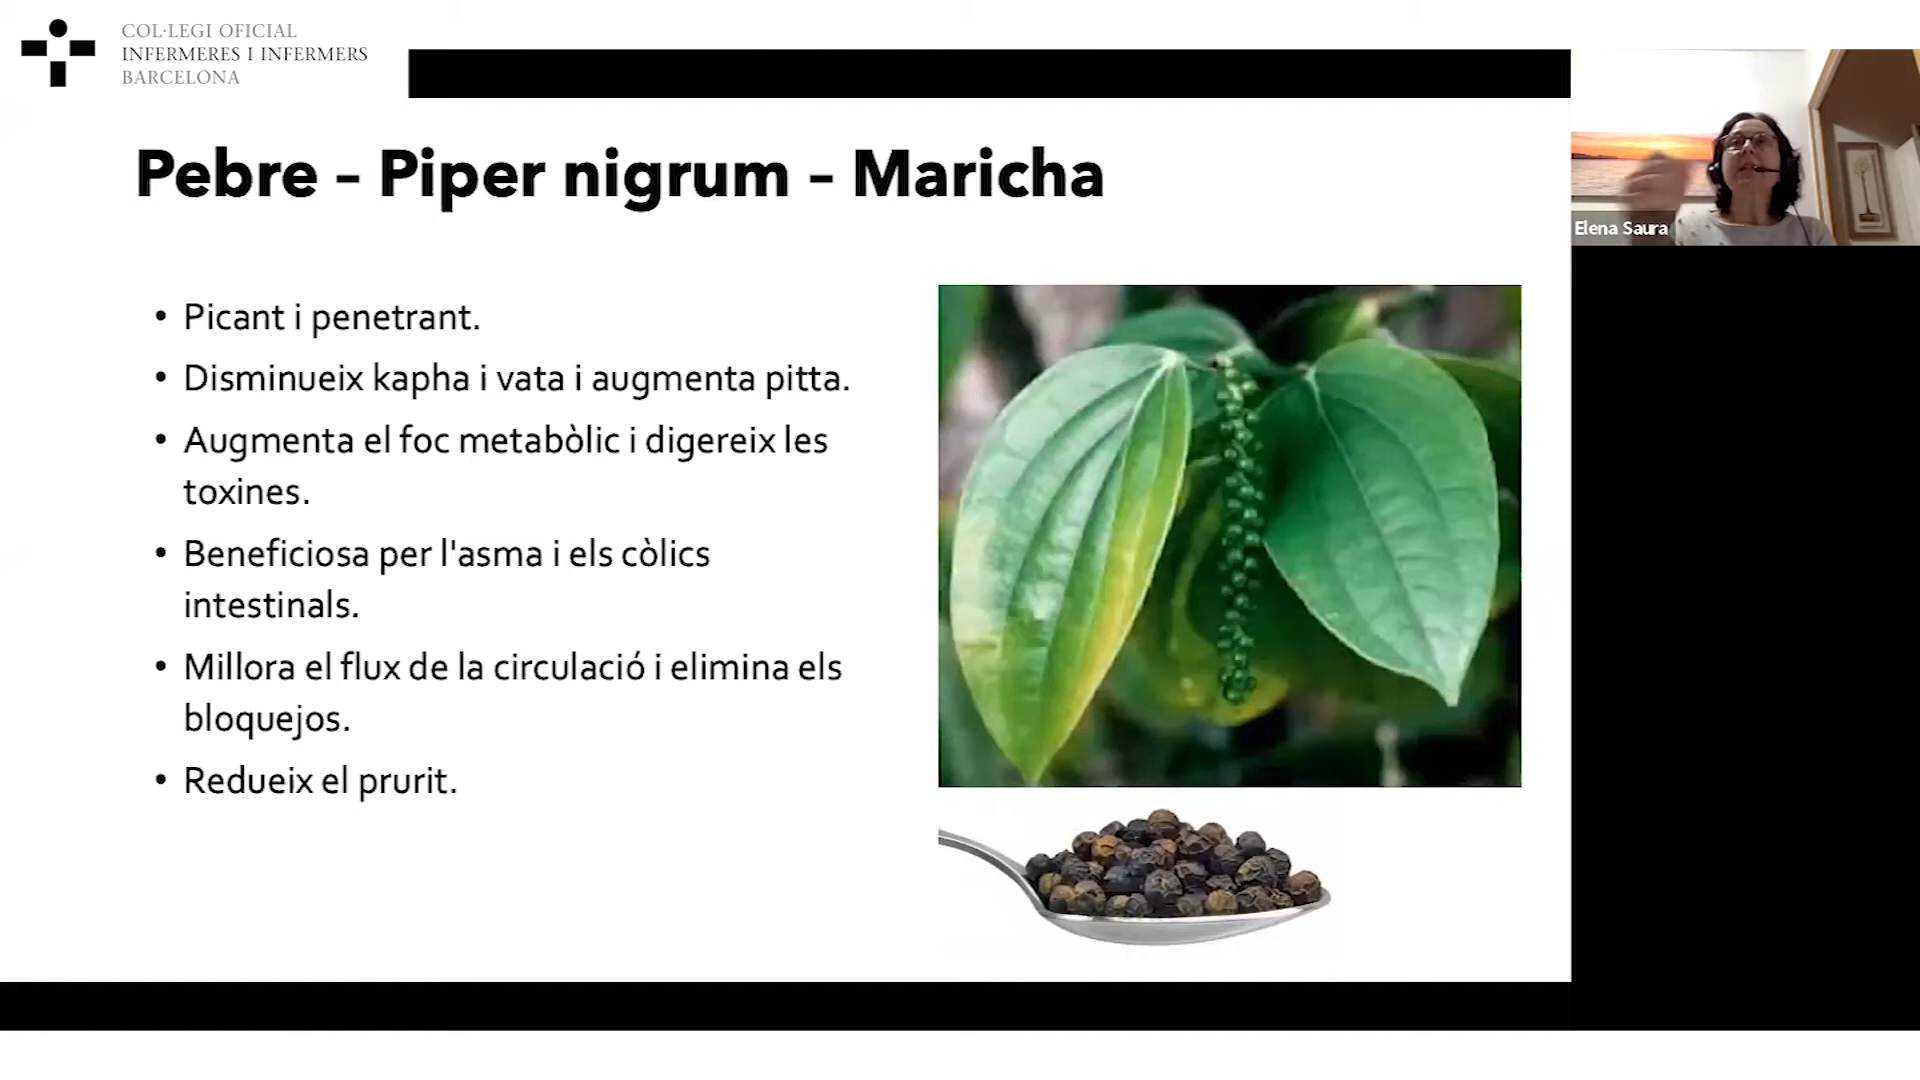 COL·LEGI OFICIAL
INFERMERES I INFERMERS
BARCELONA
Pebre – Piper nigrum – Maricha
• Picant i penetrant.
• Disminueix kapha i vata i augmenta pitta.
• Augmenta el foc metabòlic i digereix les
toxines.
• Beneficiosa per l'asma i els còlics
intestinals.
• Millora el flux de la circulació i elimina els
bloquejos.
• Redueix el prurit.
Elena Saura